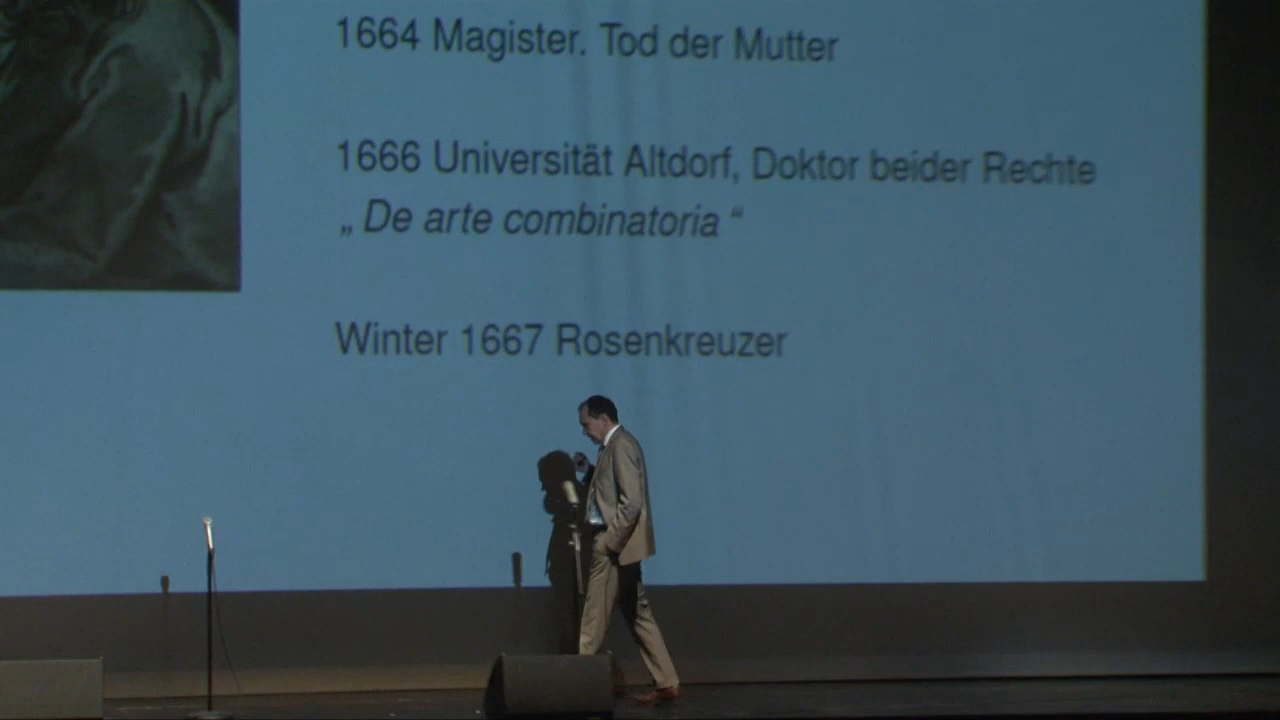 1664 Magister. Tod der Mutter
1666 Universität Altdorf, Doktor beider Rechte
„ De arte combinatoria “
Winter 1667 Rosenkreuzer